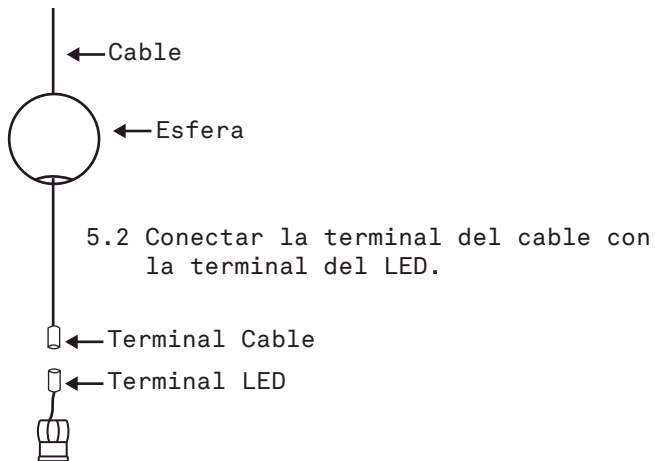 Cable
Esfera
5.2 Conectar la terminal del cable con
la terminal del LED.
Terminal Cable
Terminal LED